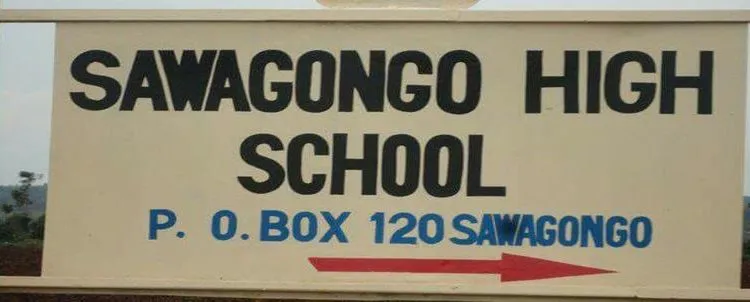 SAWAGONGO HIGH
SCHOOL
P. O. BOX 120 SAWAGONGO